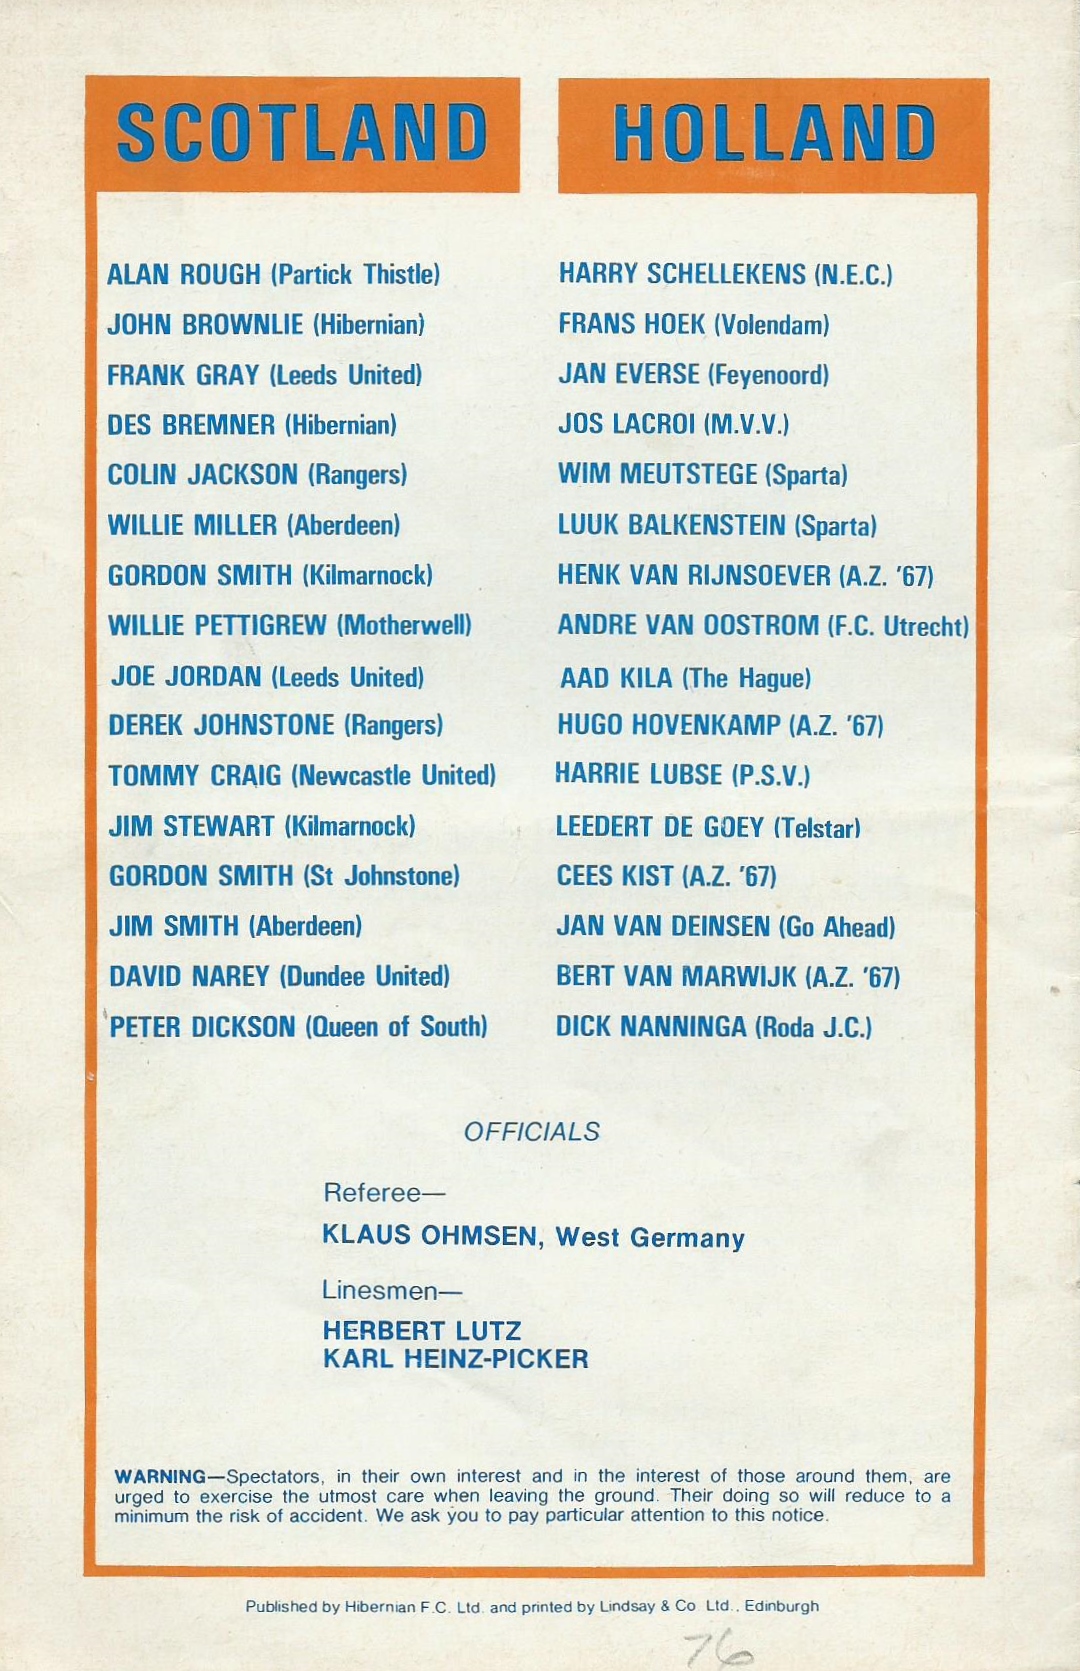 SCOTLAND
ALAN ROUGH (Partick Thistle)
JOHN BROWNLIE (Hibernian)
FRANK GRAY (Leeds United)
DES BREMNER (Hibernian)
COLIN JACKSON (Rangers)
WILLIE MILLER (Aberdeen)
GORDON SMITH (Kilmarnock)
WILLIE PETTIGREW (Motherwell)
JOE JORDAN (Leeds United)
DEREK JOHNSTONE (Rangers)
TOMMY CRAIG (Newcastle United)
JIM STEWART (Kilmarnock)
GORDON SMITH (St Johnstone)
JIM SMITH (Aberdeen)
DAVID NAREY (Dundee United)
PETER DICKSON (Queen of South)
HOLLAND
HARRY SCHELLEKENS (N.E.C.)
FRANS HOEK (Volendam)
JAN EVERSE (Feyenoord)
JOS LACROI (M.V.V.)
WIM MEUTSTEGE (Sparta)
LUUK BALKENSTEIN (Sparta)
HENK VAN RIJNSOEVER (A.Z. '67)
ANDRE VAN OOSTROM (F.C. Utrecht)
AAD KILA (The Hague)
HUGO HOVENKAMP (A.Z. '67)
HARRIE LUBSE (P.S.V.)
LEEDERT DE GOEY (Telstar)
CEES KIST (A.Z. '67)
JAN VAN DEINSEN (Go Ahead)
BERT VAN MARWIJK (A.Z. '67)
DICK NANNINGA (Roda J.C.)
OFFICIALS
Referee—
KLAUS OHMSEN, West Germany
Linesmen—
HERBERT LUTZ
KARL HEINZ-PICKER
WARNING—Spectators, in their own interest and in the interest of those around them, are
urged to exercise the utmost care when leaving the ground. Their doing so will reduce to a
minimum the risk of accident. We ask you to pay particular attention to this notice.
Published by Hibernian F.C. Ltd. and printed by Lindsay & Co Ltd., Edinburgh
76